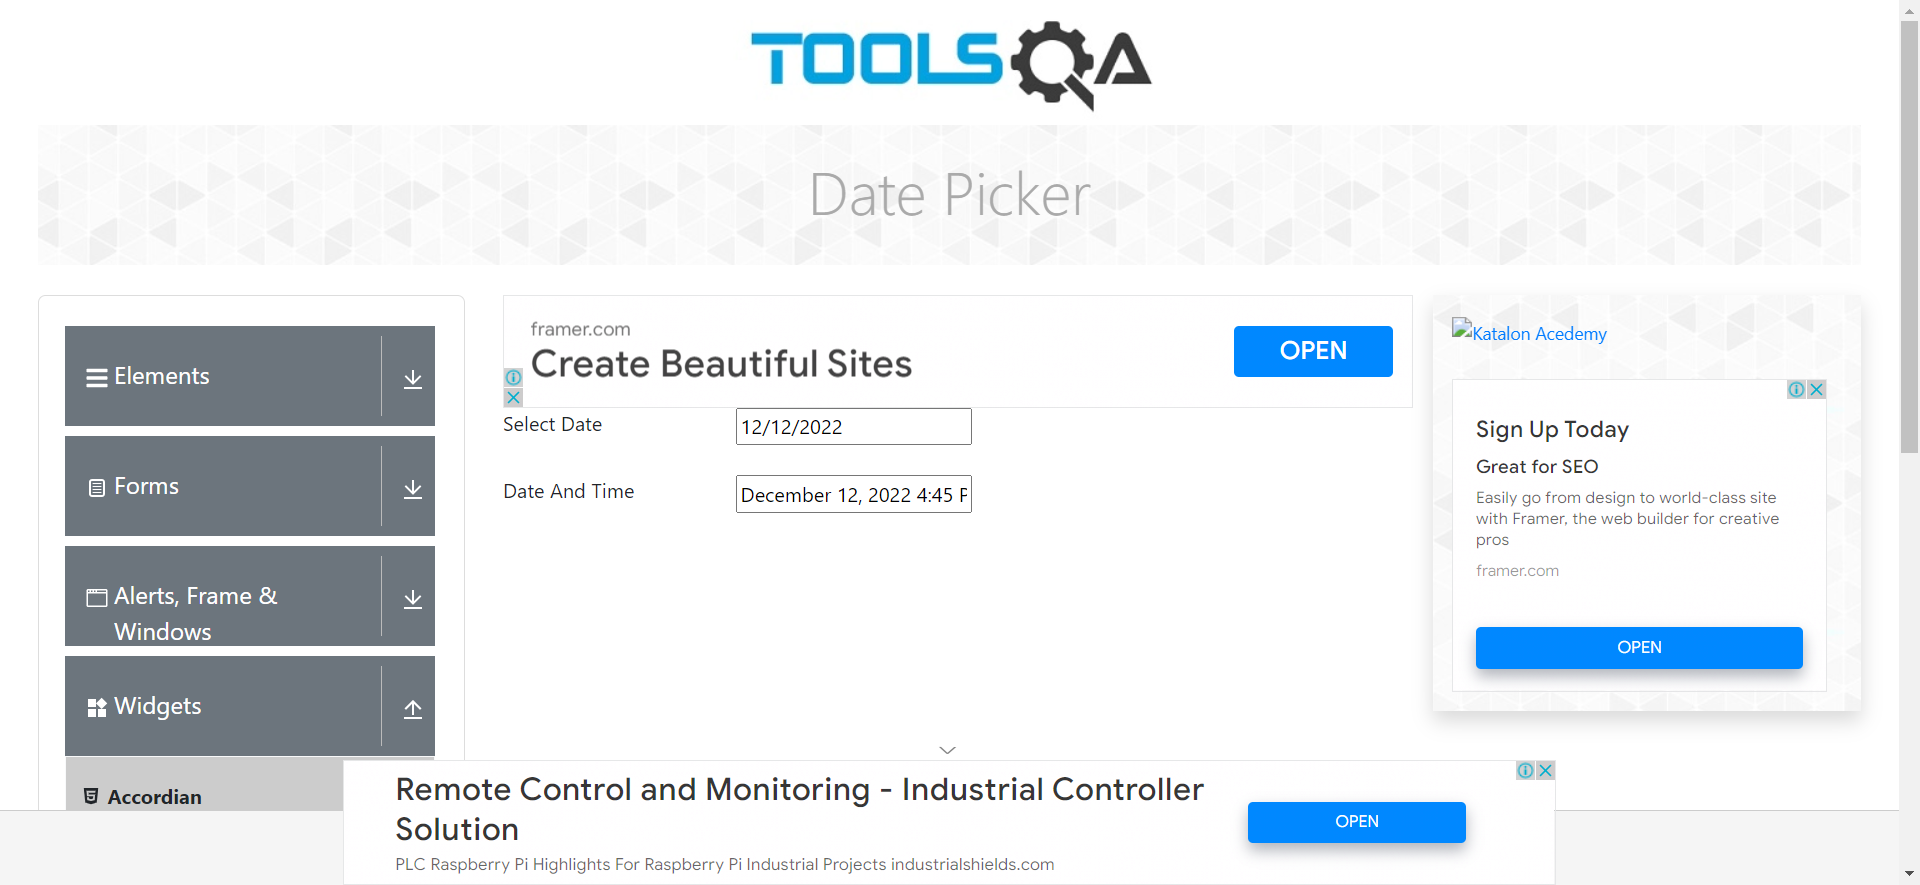 TOOLSQA
Date Picker
Elements
Forms
Alerts, Frame &
Windows
Widgets
Accordian
framer.com
Create Beautiful Sites
OPEN
Select Date
12/12/2022
Date And Time
December 12, 2022 4:45 P
Katalon Acedemy
Sign Up Today
Great for SEO
Easily go from design to world-class site
with Framer, the web builder for creative
pros
framer.com
OPEN
Remote Control and Monitoring - Industrial Controller
Solution
PLC Raspberry Pi Highlights For Raspberry Pi Industrial Projects industrialshields.com
OPEN